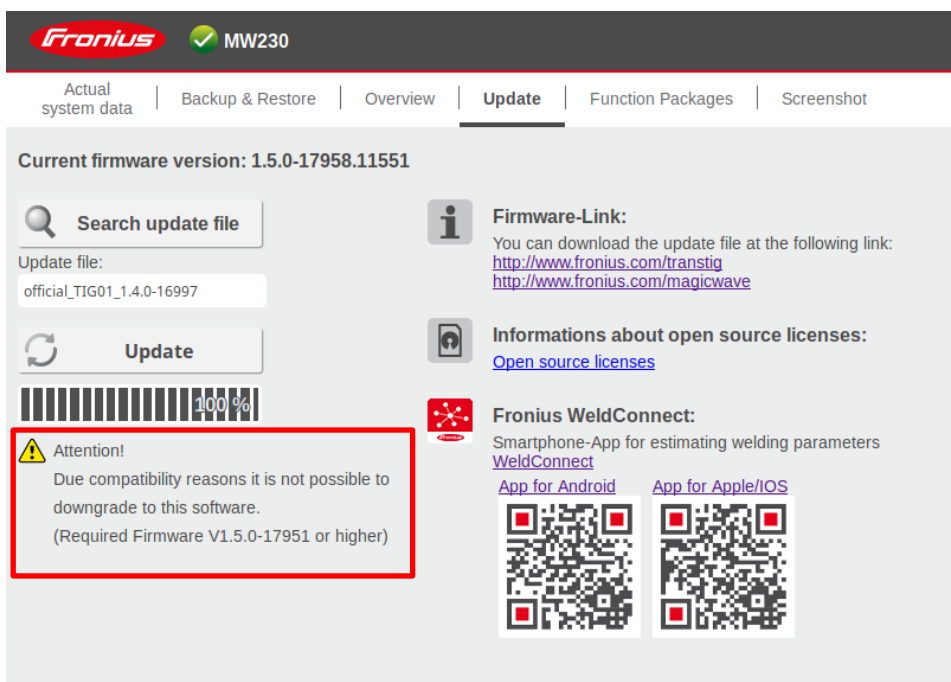 Fronius
MW230
Actual
system data
Backup & Restore
Overview
Update
Function Packages
Screenshot
Current firmware version: 1.5.0-17958.11551
Search update file
Update file:
official_TIG01_1.4.0-16997
Update
100 %
Attention!
Due compatibility reasons it is not possible to
downgrade to this software.
(Required Firmware V1.5.0-17951 or higher)
Firmware-Link:
You can download the update file at the following link:
http://www.fronius.com/transtig
http://www.fronius.com/magicwave
Informations about open source licenses:
Open source licenses
Fronius
Fronius WeldConnect:
Smartphone-App for estimating welding parameters
WeldConnect
App for Android
App for Apple/IOS